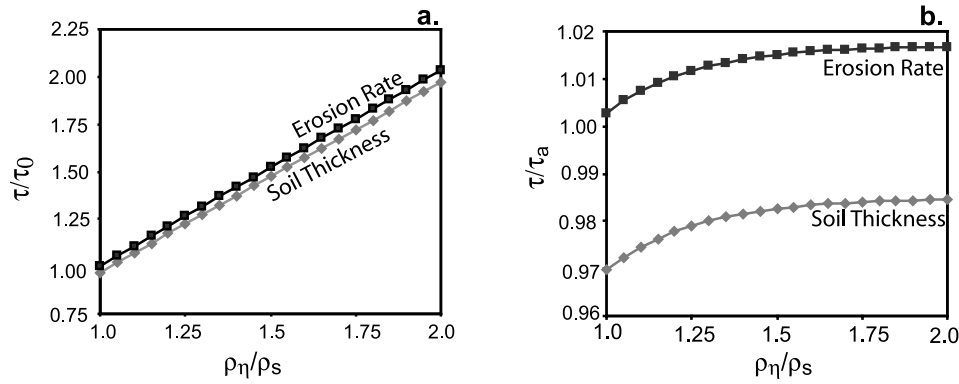 a.
2.25
2.00
1.75
1.50
1.25
1.00
0.75
τ/τ0
Erosion Rate
Soil Thickness
1.0
1.25
1.5
1.75
2.0
ρη/ρs
b.
1.02
1.01
1.00
0.99
0.98
0.97
0.96
τ/τa
Erosion Rate
Soil Thickness
1.0
1.25
1.5
1.75
2.0
ρη/ρs